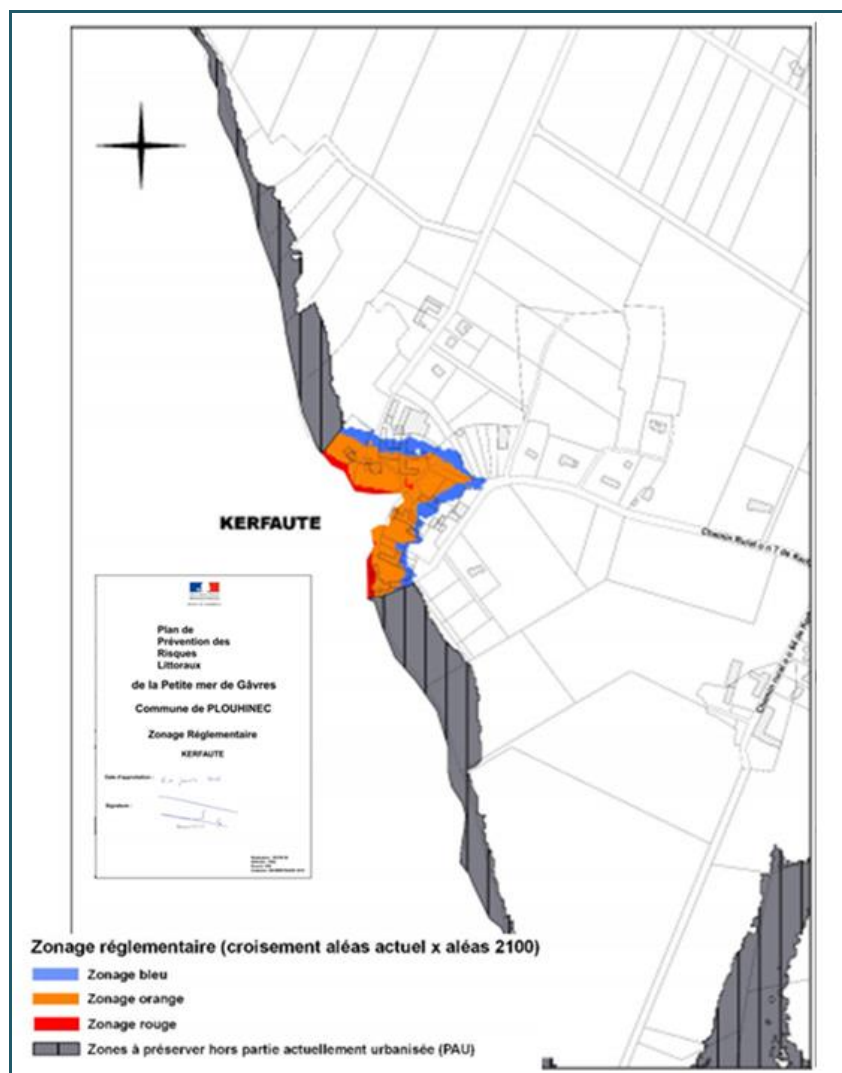 KERFAUTE
Plan de
Prévention des
Risques
Littoraux
de la Petite mer de Gâvres
Commune de PLOUHINEC
Zonage Réglementaire
KERFAUTE
Date d'approbation :
Signature :
Chemin rural n° 7 de
Chemin rural
Zonage réglementaire (croisement aléas actuel x aléas 2100)
Zonage bleu
Zonage orange
Zonage rouge
Zones à préserver hors partie actuellement urbanisée (PAU)